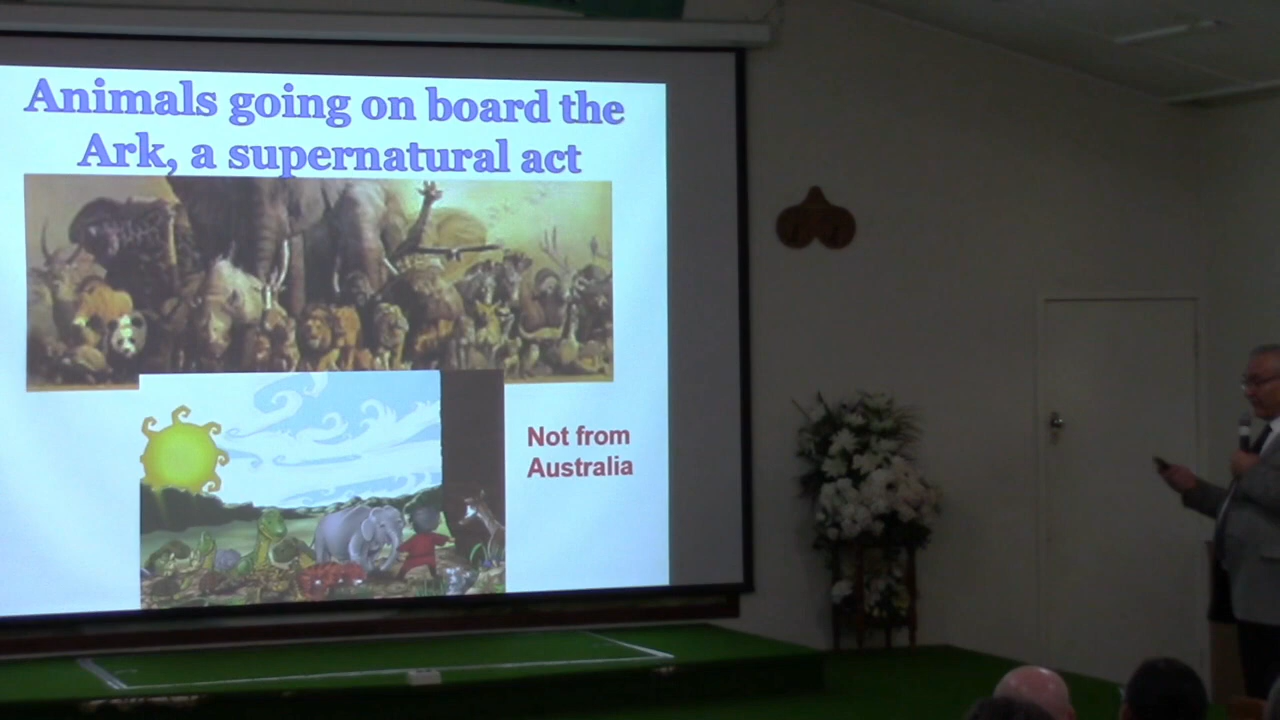 Animals going on board the
Ark, a supernatural act
Not from
Australia